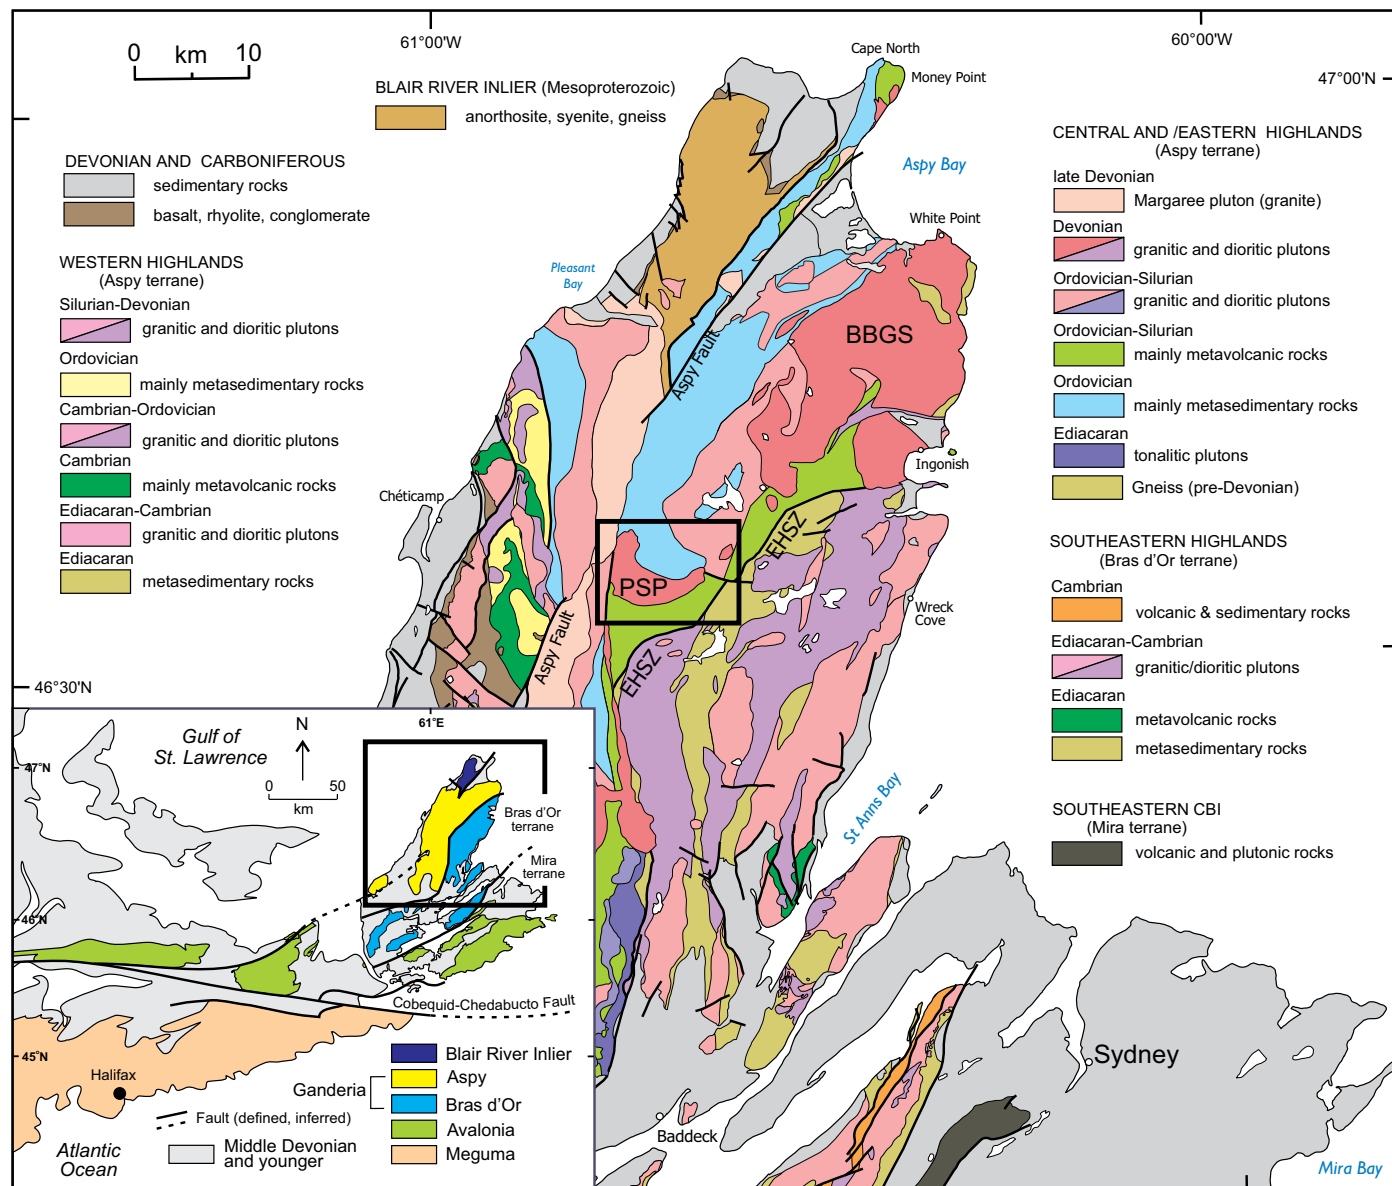 61°00'W
60°00'W
47°00'N
46°30'N
0 km 10
BLAIR RIVER INLIER (Mesoproterozoic)
anorthosite, syenite, gneiss
DEVONIAN AND CARBONIFEROUS
sedimentary rocks
basalt, rhyolite, conglomerate
WESTERN HIGHLANDS
(Aspy terrane)
Silurian-Devonian
granitic and dioritic plutons
Ordovician
mainly metasedimentary rocks
Cambrian-Ordovician
granitic and dioritic plutons
Cambrian
mainly metavolcanic rocks
Ediacaran-Cambrian
granitic and dioritic plutons
Ediacaran
metasedimentary rocks
CENTRAL AND /EASTERN HIGHLANDS
(Aspy terrane)
late Devonian
Margaree pluton (granite)
Devonian
granitic and dioritic plutons
Ordovician-Silurian
granitic and dioritic plutons
Ordovician-Silurian
mainly metavolcanic rocks
Ordovician
mainly metasedimentary rocks
Ediacaran
tonalitic plutons
Gneiss (pre-Devonian)
SOUTHEASTERN HIGHLANDS
(Bras d'Or terrane)
Cambrian
volcanic & sedimentary rocks
Ediacaran-Cambrian
granitic/dioritic plutons
Ediacaran
metavolcanic rocks
metasedimentary rocks
SOUTHEASTERN CBI
(Mira terrane)
volcanic and plutonic rocks
Cape North
Money Point
Aspy Bay
White Point
Pleasant
Bay
BBGS
Aspy Fault
Ingonish
Chéticamp
EHSZ
PSP
Wreck
Cove
Aspy Fault
EHSZ
St Anns Bay
Sydney
Baddeck
Mira Bay
61°E
Gulf of
St. Lawrence
N
0 50
km
47°N
46°N
45°N
Bras d'Or
terrane
Mira
terrane
Cobequid-Chedabucto Fault
Halifax
Atlantic
Ocean
Blair River Inlier
Ganderia
Aspy
Bras d'Or
Avalonia
Meguma
Fault (defined, inferred)
Middle Devonian
and younger